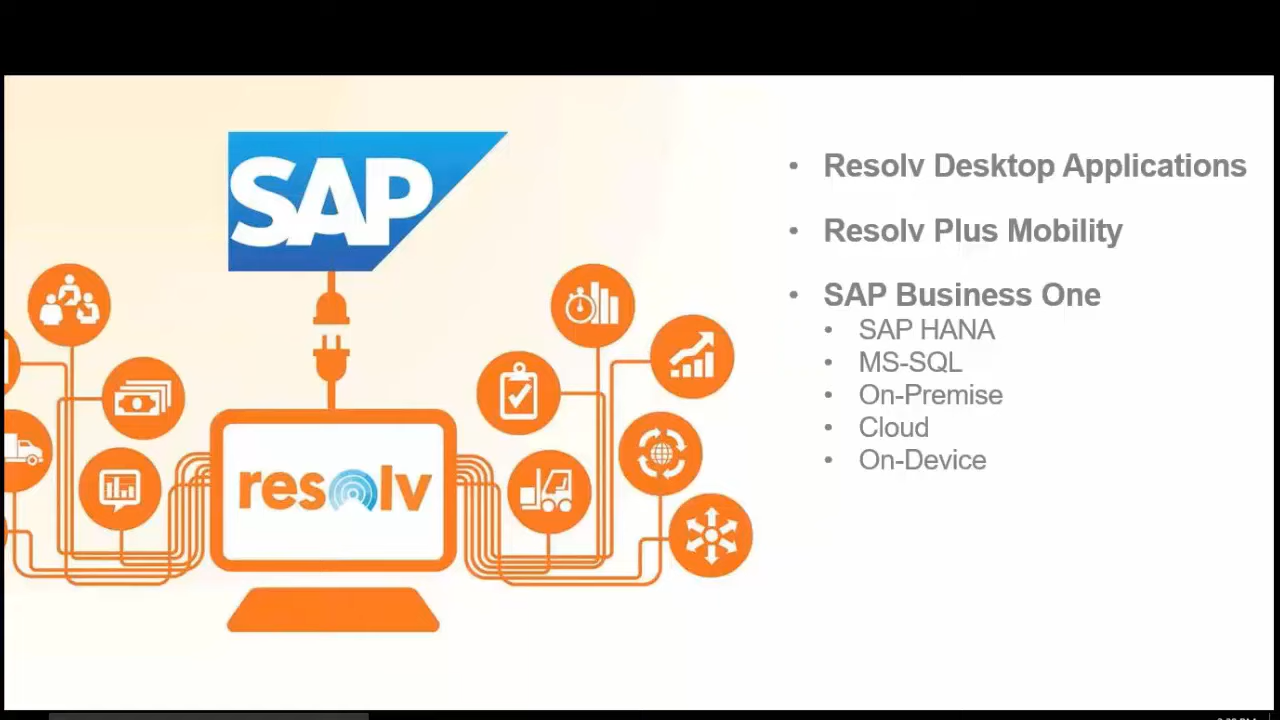 SAP
resolv
• Resolv Desktop Applications
• Resolv Plus Mobility
• SAP Business One
• SAP HANA
• MS-SQL
• On-Premise
• Cloud
• On-Device